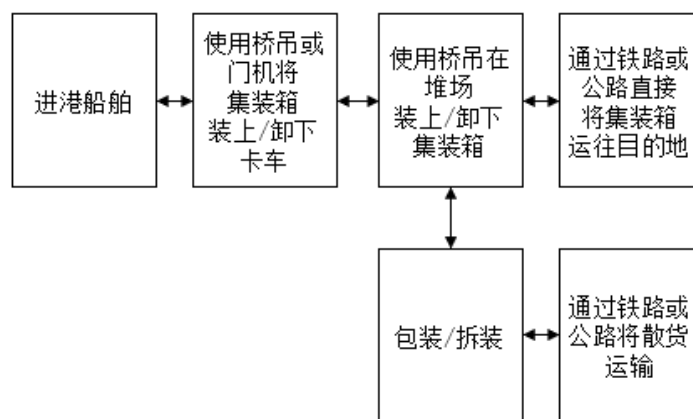 进港船舶
使用桥吊或
门机将
集装箱
装上/卸下
卡车
使用桥吊在
堆场
装上/卸下
集装箱
通过铁路或
公路直接
将集装箱
运往目的地
包装/拆装
通过铁路或
公路将散货
运输